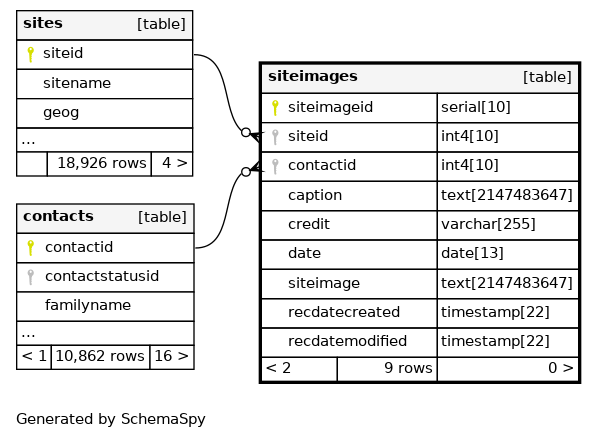 sites [table]
siteid
sitename
geog
...
18,926 rows 4 >
contacts [table]
contactid
contactstatusid
familyname
...
< 1 10,862 rows 16 >
siteimages [table]
siteimageid serial[10]
siteid int4[10]
contactid int4[10]
caption text[2147483647]
credit varchar[255]
date date[13]
siteimage text[2147483647]
recdatecreated timestamp[22]
recdatemodified timestamp[22]
< 2 9 rows 0 >
Generated by SchemaSpy